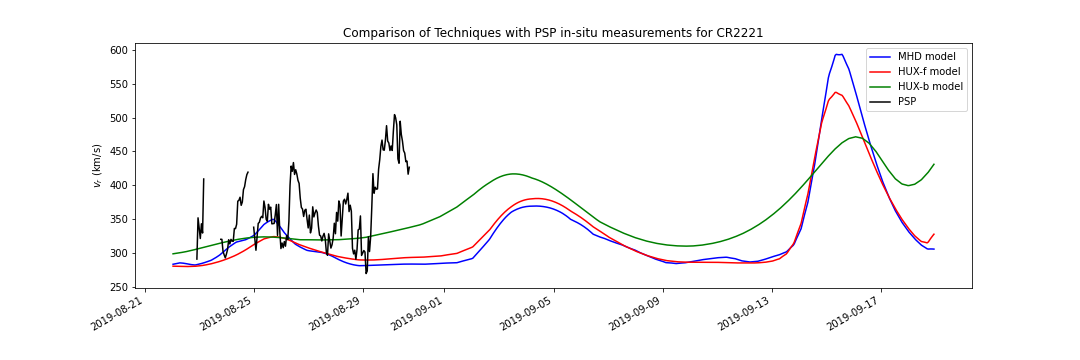 Comparison of Techniques with PSP in-situ measurements for CR2221
600
550
500
450
400
350
300
250
v_r (km/s)
MHD model
HUX-f model
HUX-b model
PSP
2019-08-21
2019-08-25
2019-08-29
2019-09-01
2019-09-05
2019-09-09
2019-09-13
2019-09-17